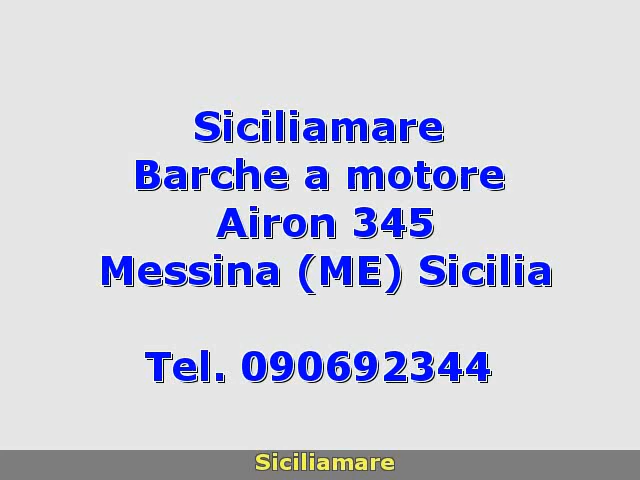 Siciliamare
Barche a motore
Airon 345
Messina (ME) Sicilia
Tel. 090692344
Siciliamare